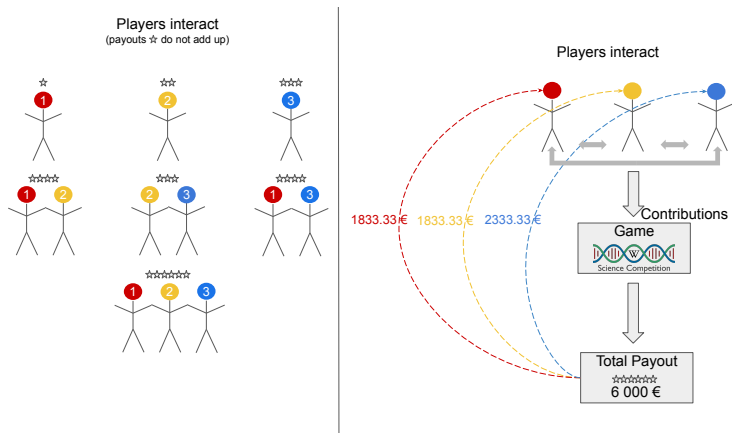 Players interact
(payouts ☆ do not add up)
☆
☆☆
☆☆☆
1
2
3
☆☆☆☆
☆☆☆
☆☆☆☆
1
2
2
3
1
3
☆☆☆☆☆☆
1
2
3
Players interact
1833.33 €
1833.33 €
2333.33 €
Contributions
Game
W
Science Competition
Total Payout
☆☆☆☆☆☆
6 000 €